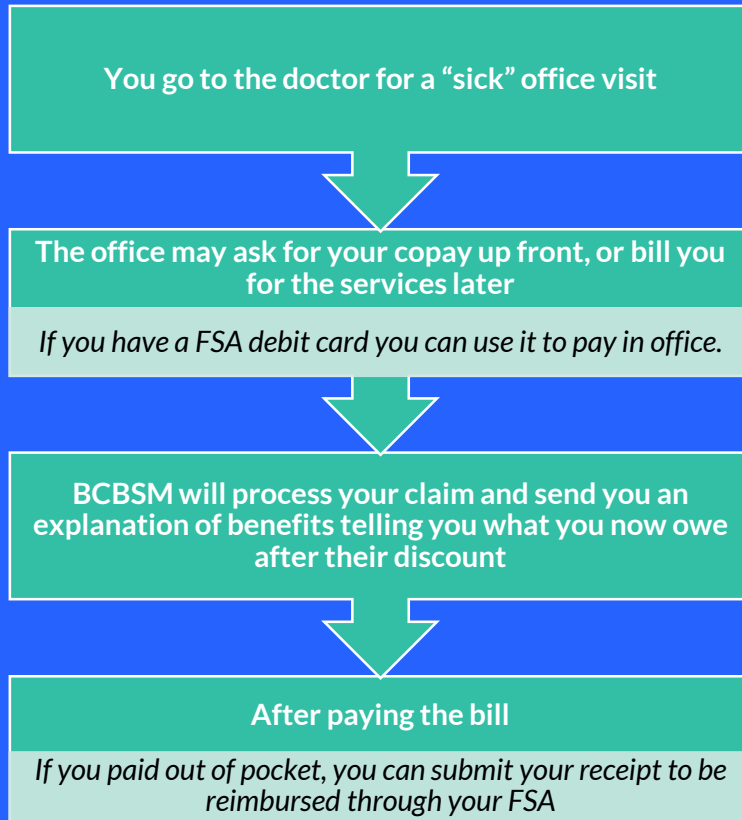 You go to the doctor for a “sick” office visit
The office may ask for your copay up front, or bill you
for the services later
If you have a FSA debit card you can use it to pay in office.
BCBSM will process your claim and send you an
explanation of benefits telling you what you now owe
after their discount
After paying the bill
If you paid out of pocket, you can submit your receipt to be
reimbursed through your FSA